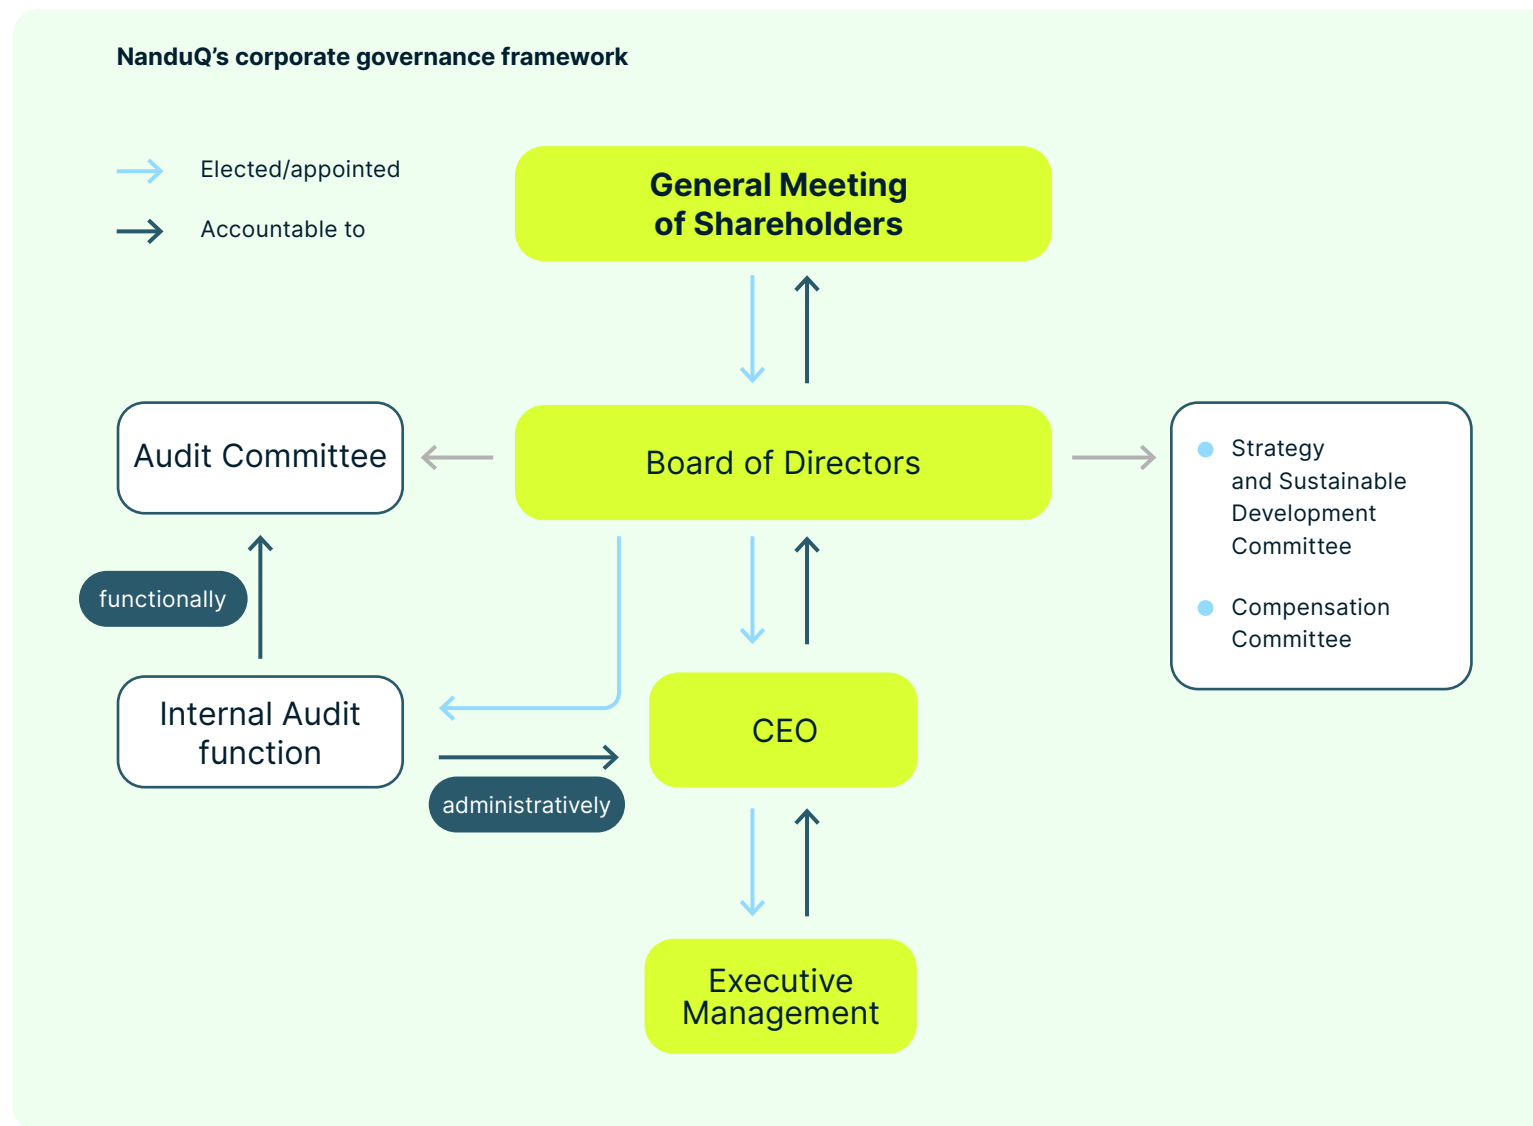 NanduQ’s corporate governance framework
Elected/appointed
Accountable to
General Meeting
of Shareholders
Audit Committee
Board of Directors
Strategy
and Sustainable
Development
Committee
Compensation
Committee
functionally
Internal Audit
function
CEO
administratively
Executive
Management